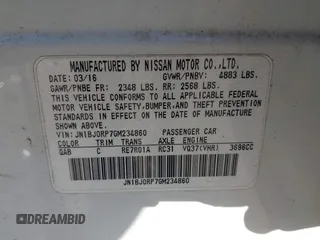 MANUFACTURED BY NISSAN MOTOR CO.,LTD.
DATE: 03/16 GVWR/PNBV: 4883 LBS.
GAWR/PNBE FR: 2348 LBS. RR: 2568 LBS.
THIS VEHICLE CONFORMS TO ALL APPLICABLE FEDERAL
MOTOR VEHICLE SAFETY,BUMPER,AND THEFT PREVENTION
STANDARDS IN EFFECT ON THE DATE OF MANUFACTURE
SHOWN ABOVE.
VIN: JN1BJ0RP7GM234860 PASSENGER CAR
COLOR TRIM TRANS AXLE ENGINE
QAB C RE7R01A RC31 VQ37(VHR) 3696CC
JN1BJ0RP7GM234860